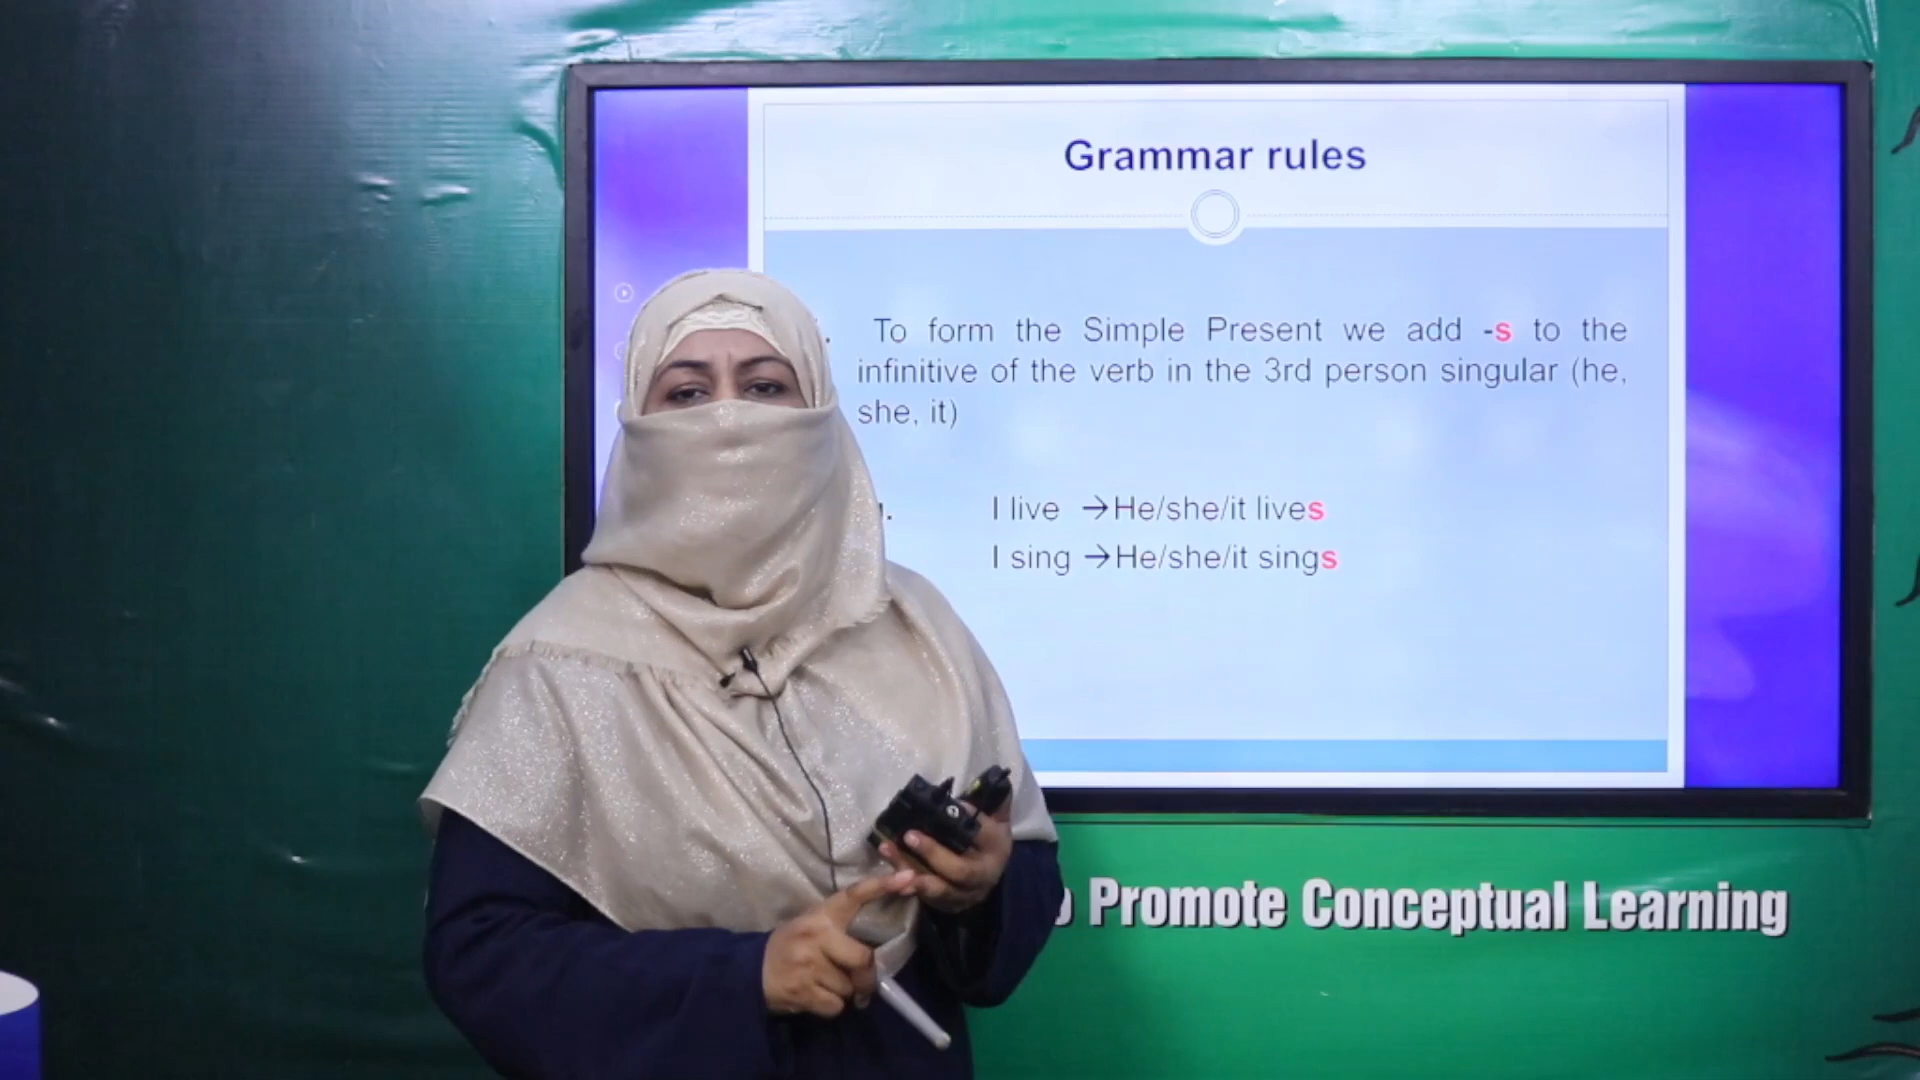 Grammar rules
To form the Simple Present we add -s to the
infinitive of the verb in the 3rd person singular (he,
she, it)
I live →He/she/it lives
I sing →He/she/it sings
Promote Conceptual Learning